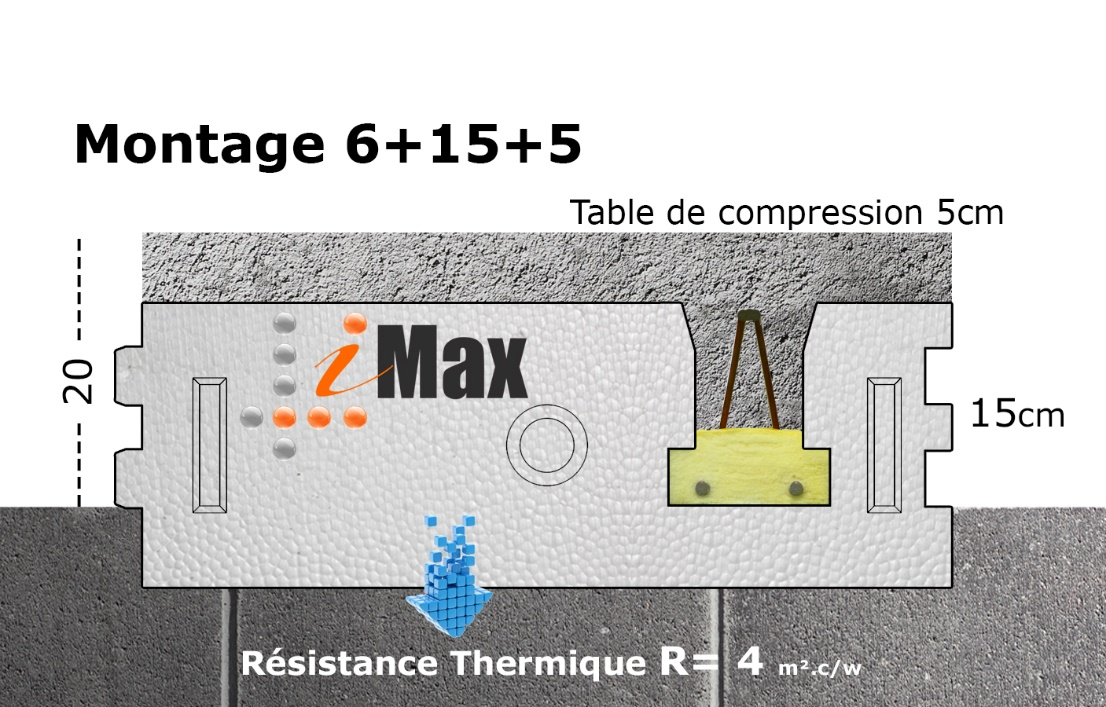 Montage 6+15+5
Table de compression 5cm
20
iMax
15cm
Résistance Thermique R= 4 m².c/w